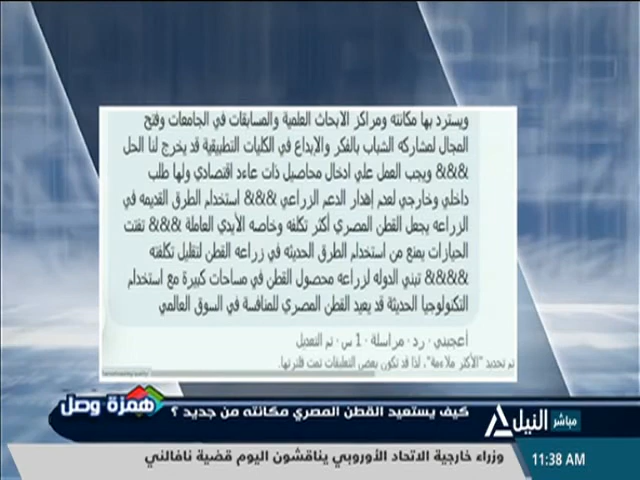 ويسترد بها مكانته ومراكز الابحاث العلمية والمسابقات في الجامعات وفتح
المجال لمشاركه الشباب بالفكر والإبداع في الكليات التطبيقية قد يخرج لنا الحل
&&&& ويجب العمل علي ادخال محاصيل ذات عاءد اقتصادي ولها طلب
داخلي وخارجي لعدم إهدار الدعم الزراعي &&&& استخدام الطرق القديمه في
الزراعه يجعل القطن المصري أكثر تكلفه وخاصه الأيدي العاملة &&&& تفتت
الحيازات يمنع من استخدام الطرق الحديثه في زراعه القطن لتقليل تكلفته
&&&& تبني الدوله لزراعه محصول القطن في مساحات كبيرة مع استخدام
التكنولوجيا الحديثة قد يعيد القطن المصري للمنافسة في السوق العالمي
أعجبني · رد · مراسلة · 1 س · تم التعديل
تم تحديد "الأكثر ملاءمة"، لذا قد تكون بعض التعليقات تمت فلترتها.
همزة وصل
كيف يستعيد القطن المصري مكانته من جديد ؟
النيل مباشر
وزراء خارجية الاتحاد الأوروبي يناقشون اليوم قضية نافالني
11:38 AM